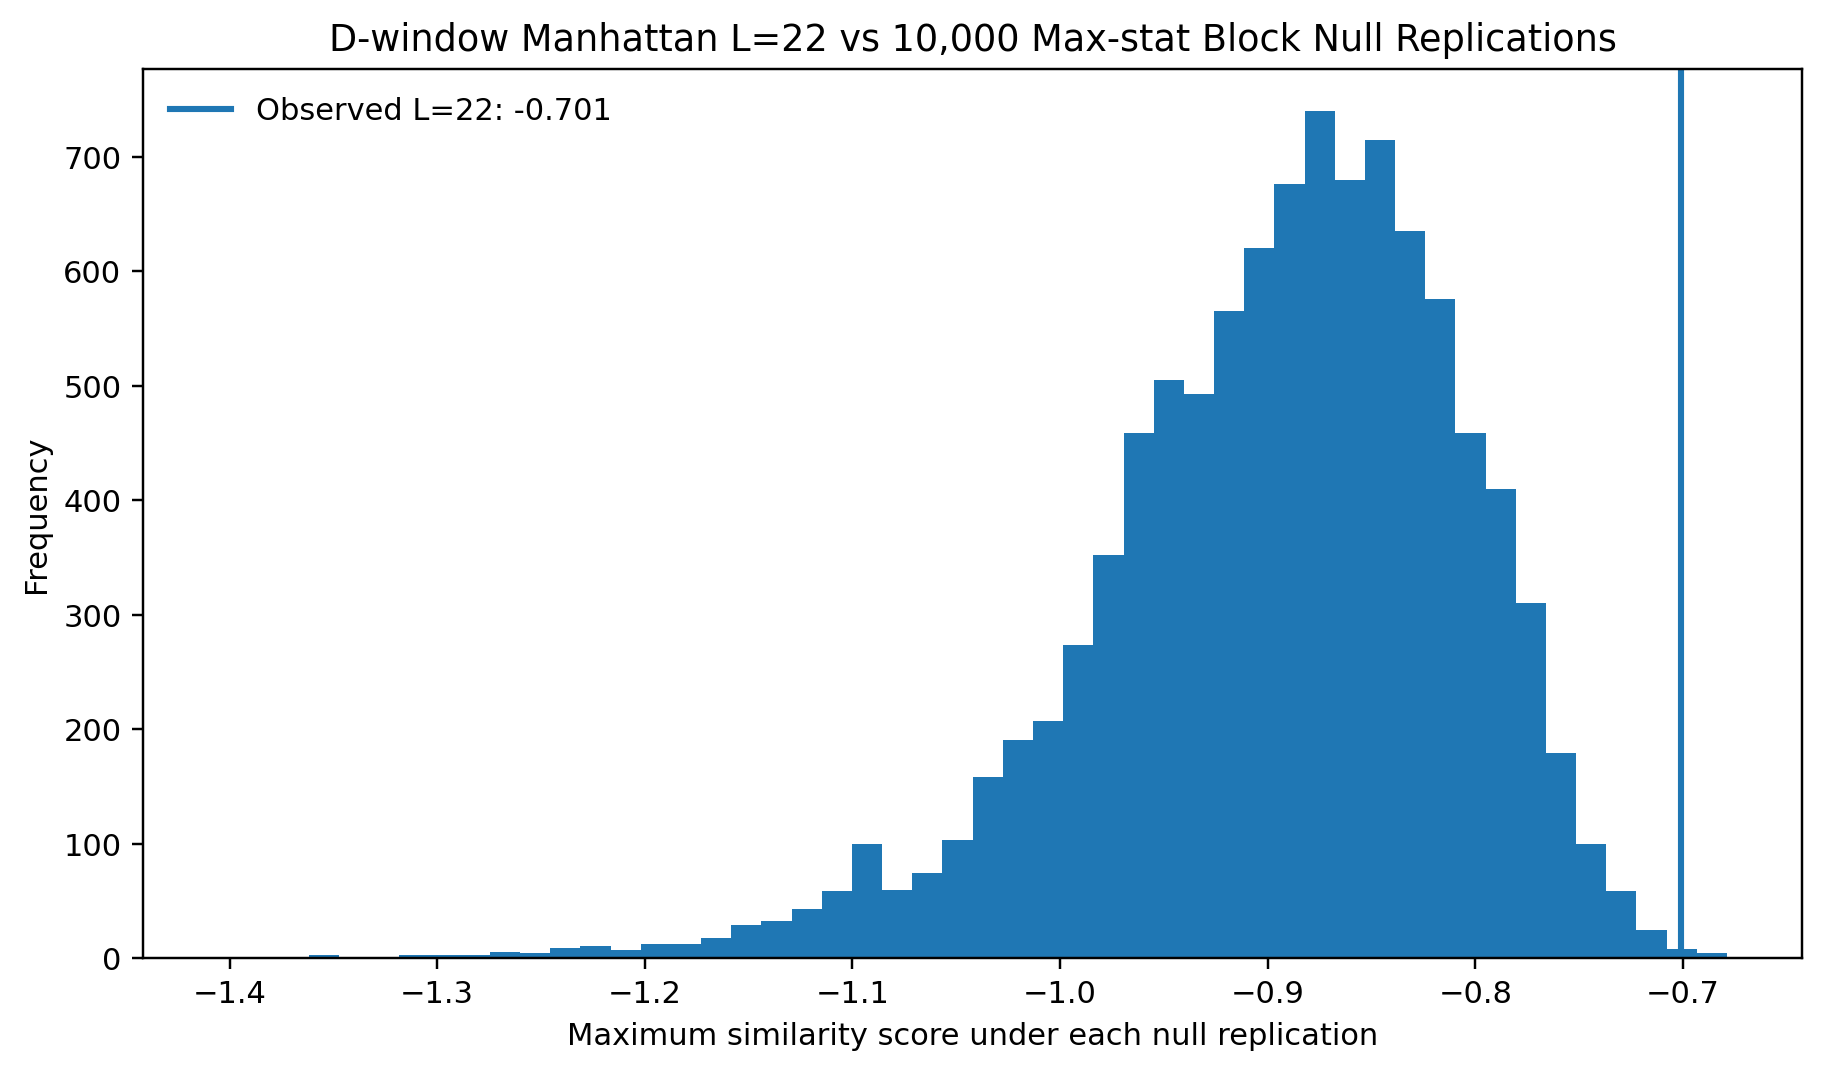 D-window Manhattan L=22 vs 10,000 Max-stat Block Null Replications
Observed L=22: -0.701
Frequency
700
600
500
400
300
200
100
0
−1.4 −1.3 −1.2 −1.1 −1.0 −0.9 −0.8 −0.7
Maximum similarity score under each null replication